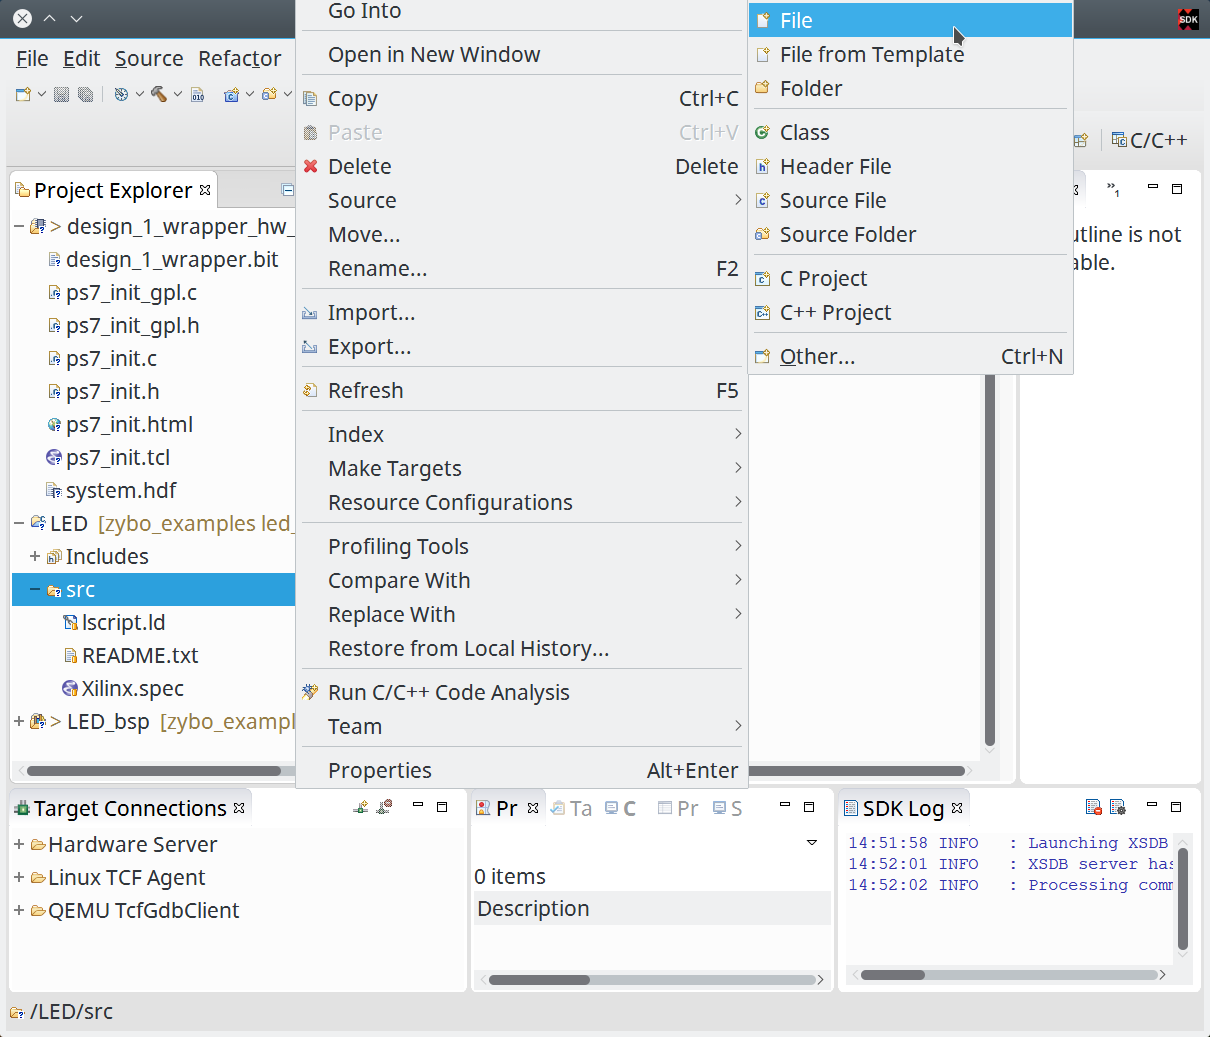 SDK
File Edit Source Refactor
010
C/C++
Project Explorer
> design_1_wrapper_hw_
design_1_wrapper.bit
ps7_init_gpl.c
ps7_init_gpl.h
ps7_init.c
ps7_init.h
ps7_init.html
ps7_init.tcl
system.hdf
LED [zybo_examples led_
Includes
src
lscript.ld
README.txt
Xilinx.spec
> LED_bsp [zybo_exampl
Go Into
Open in New Window
Copy Ctrl+C
Paste Ctrl+V
Delete Delete
Source
Move...
Rename... F2
Import...
Export...
Refresh F5
Index
Make Targets
Resource Configurations
Profiling Tools
Compare With
Replace With
Restore from Local History...
Run C/C++ Code Analysis
Team
Properties Alt+Enter
File
File from Template
Folder
Class
Header File
Source File
Source Folder
C Project
C++ Project
Other... Ctrl+N
»1
utline is not
able.
Target Connections
Hardware Server
Linux TCF Agent
QEMU TcfGdbClient
Pr Ta C Pr S
0 items
Description
SDK Log
14:51:58 INFO : Launching XSDB
14:52:01 INFO : XSDB server has
14:52:02 INFO : Processing comm
/LED/src